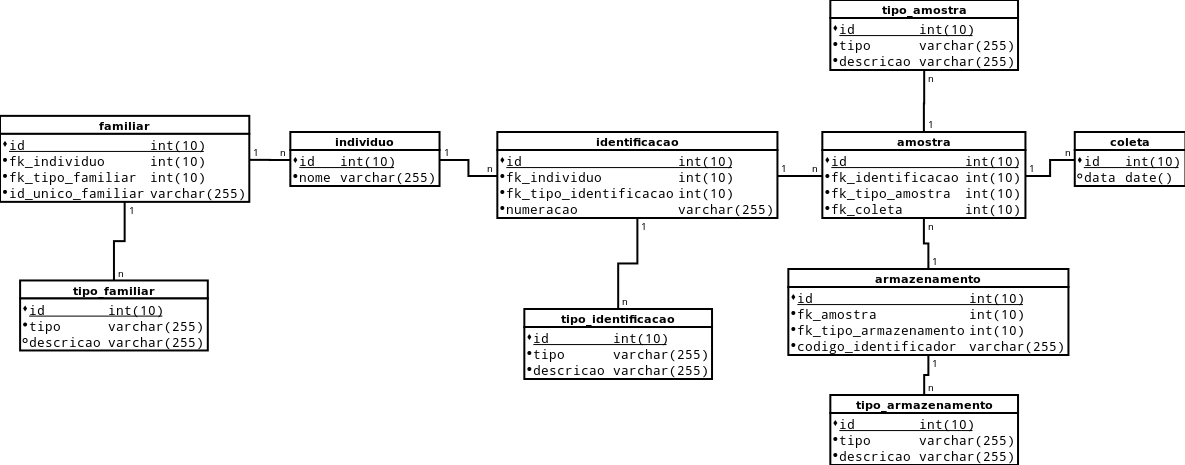 tipo_amostra
id int(10)
tipo varchar(255)
descricao varchar(255)
n
1
familiar
id int(10)
fk_individuo int(10)
fk_tipo_familiar int(10)
id_unico_familiar varchar(255)
1
n
individuo
id int(10)
nome varchar(255)
1
n
identificacao
id int(10)
fk_individuo int(10)
fk_tipo_identificacao int(10)
numeracao varchar(255)
1
n
amostra
id int(10)
fk_identificacao int(10)
fk_tipo_amostra int(10)
fk_coleta int(10)
1
n
coleta
id int(10)
data date()
1
n
tipo_familiar
id int(10)
tipo varchar(255)
descricao varchar(255)
1
n
tipo_identificacao
id int(10)
tipo varchar(255)
descricao varchar(255)
n
1
armazenamento
id int(10)
fk_amostra int(10)
fk_tipo_armazenamento int(10)
codigo_identificador varchar(255)
1
n
tipo_armazenamento
id int(10)
tipo varchar(255)
descricao varchar(255)